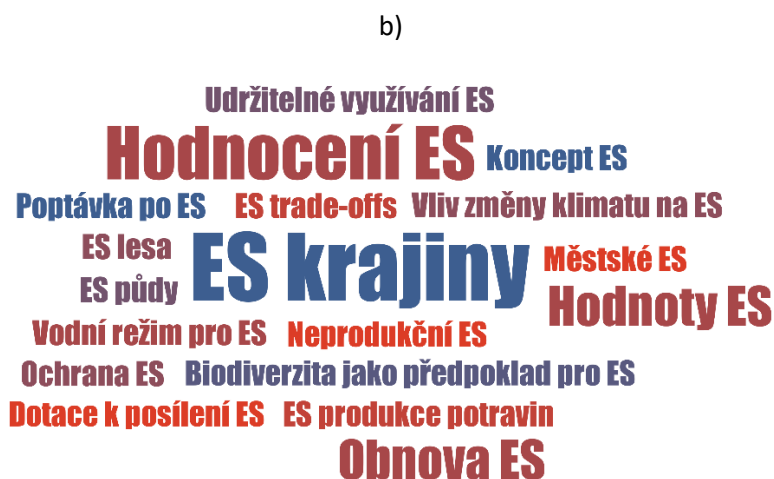 b)
Udržitelné využívání ES
Hodnocení ES Koncept ES
Poptávka po ES ES trade-offs Vliv změny klimatu na ES
ES lesa
ES krajiny Městské ES
ES půdy
Hodnoty ES
Vodní režim pro ES Neprodukční ES
Ochrana ES Biodiverzita jako předpoklad pro ES
Dotace k posílení ES ES produkce potravin
Obnova ES